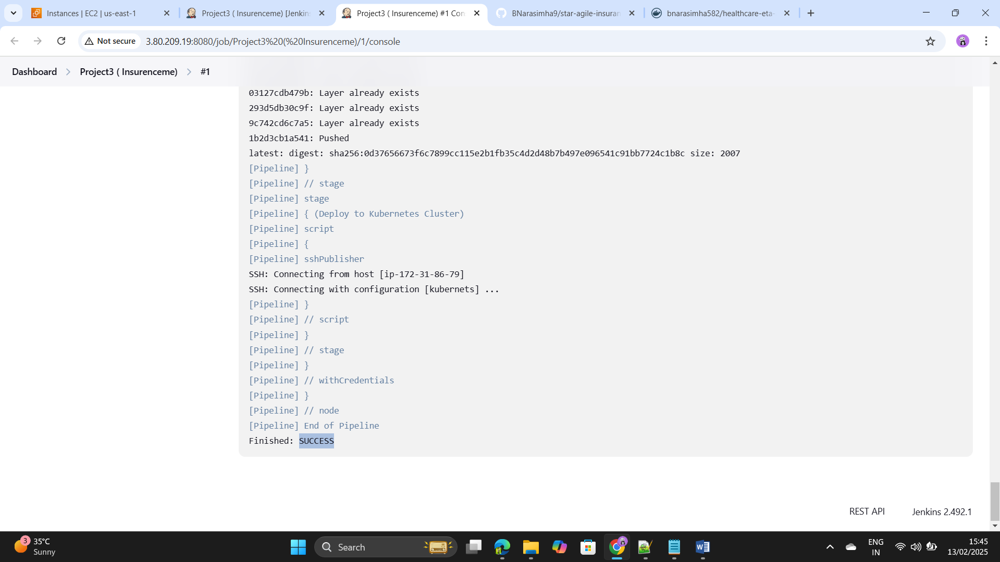 Instances | EC2 | us-east-1
Project3 ( Insurenceme) [Jenkins
Project3 ( Insurenceme) #1 Con
BNarasimha9/star-agile-insuran
bnarasimha582/healthcare-eta-
Not secure
3.80.209.19:8080/job/Project3%20(%20Insurenceme)/1/console
Dashboard
Project3 ( Insurenceme)
#1
03127cdb479b: Layer already exists
293d5db30c9f: Layer already exists
9c742cd6c7a5: Layer already exists
1b2d3cb1a541: Pushed
latest: digest: sha256:0d37656673f6c7899cc115e2b1fb35c4d2d48b7b497e096541c91bb7724c1b8c size: 2007
[Pipeline] }
[Pipeline] // stage
[Pipeline] stage
[Pipeline] { (Deploy to Kubernetes Cluster)
[Pipeline] script
[Pipeline] {
[Pipeline] sshPublisher
SSH: Connecting from host [ip-172-31-86-79]
SSH: Connecting with configuration [kubernets] ...
[Pipeline] }
[Pipeline] // script
[Pipeline] }
[Pipeline] // stage
[Pipeline] }
[Pipeline] // withCredentials
[Pipeline] }
[Pipeline] // node
[Pipeline] End of Pipeline
Finished: SUCCESS
REST API
Jenkins 2.492.1
3
35°C
Sunny
Search
ENG
IN
15:45
13/02/2025